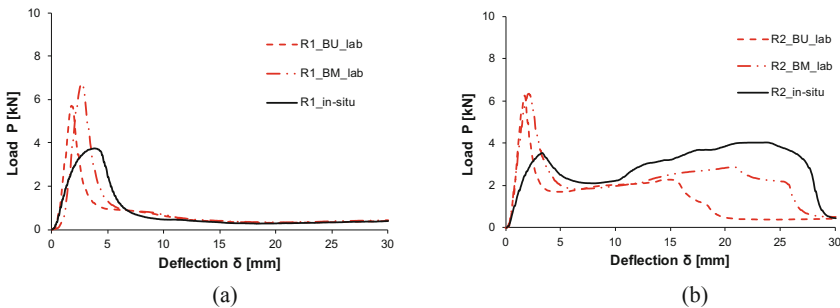 10
8
6
4
2
0
Load P [kN]
R1_BU_lab
R1_BM_lab
R1_in-situ
0 5 10 15 20 25 30
Deflection δ [mm]
(a)
10
8
6
4
2
0
Load P [kN]
R2_BU_lab
R2_BM_lab
R2_in-situ
0 5 10 15 20 25 30
Deflection δ [mm]
(b)